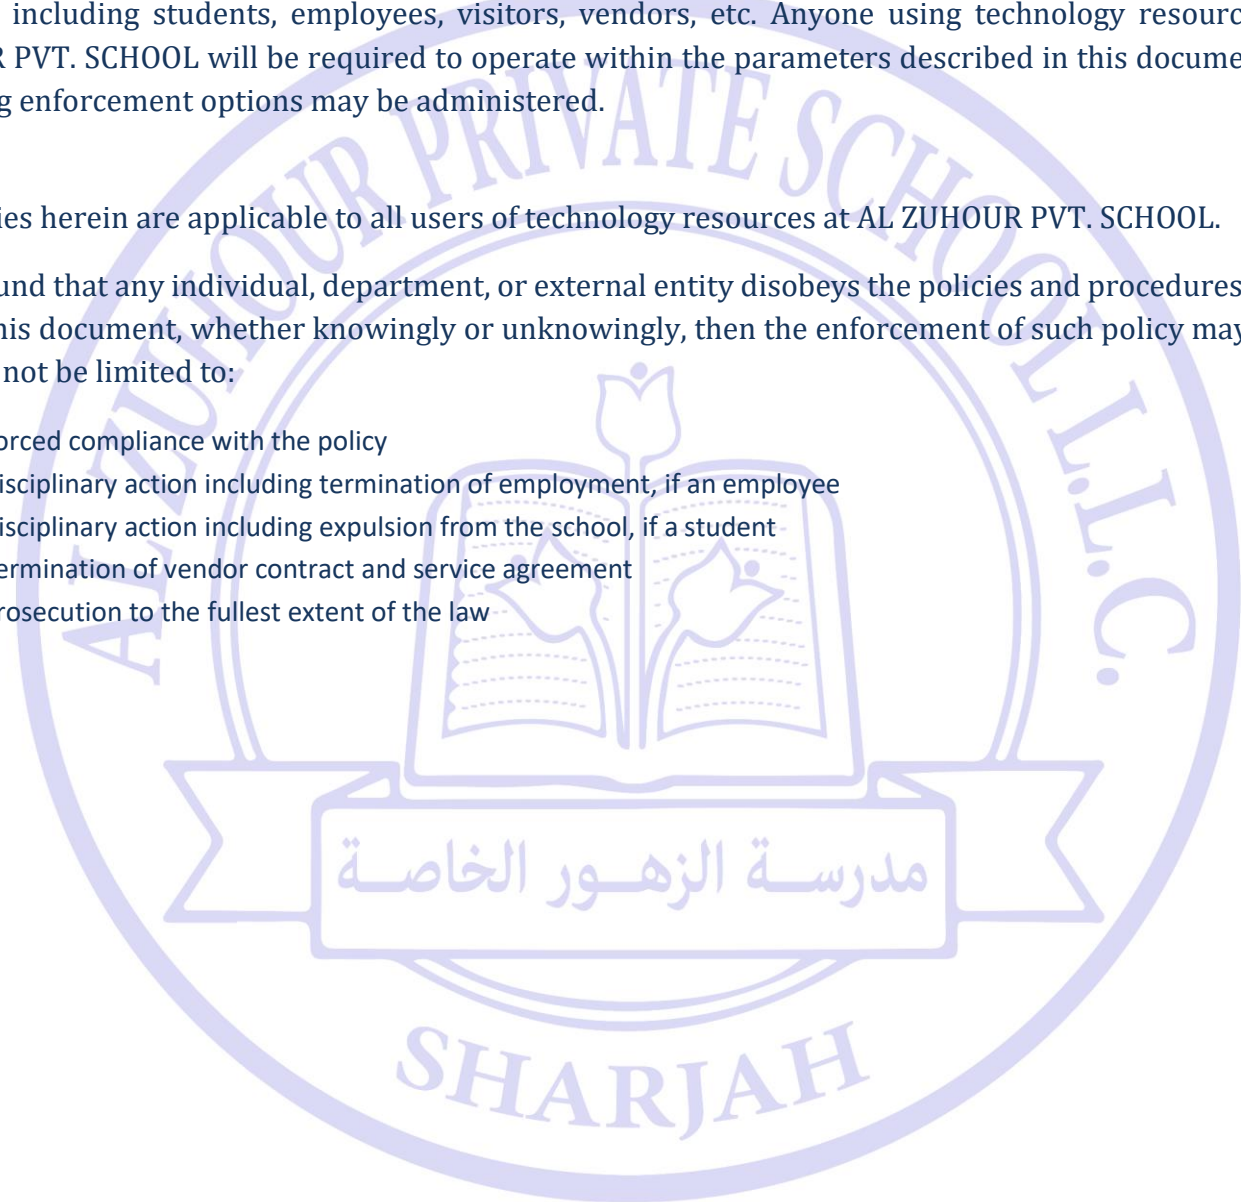 including students, employees, visitors, vendors, etc. Anyone using technology resourc
R PVT. SCHOOL will be required to operate within the parameters described in this docume
g enforcement options may be administered.
ies herein are applicable to all users of technology resources at AL ZUHOUR PVT. SCHOOL.
und that any individual, department, or external entity disobeys the policies and procedures
his document, whether knowingly or unknowingly, then the enforcement of such policy may
not be limited to:
orced compliance with the policy
isciplinary action including termination of employment, if an employee
isciplinary action including expulsion from the school, if a student
ermination of vendor contract and service agreement
rosecution to the fullest extent of the law
AL ZUHOUR PRIVATE SCHOOL L.L.C.
مدرســة الزهــور الخاصــة
SHARJAH